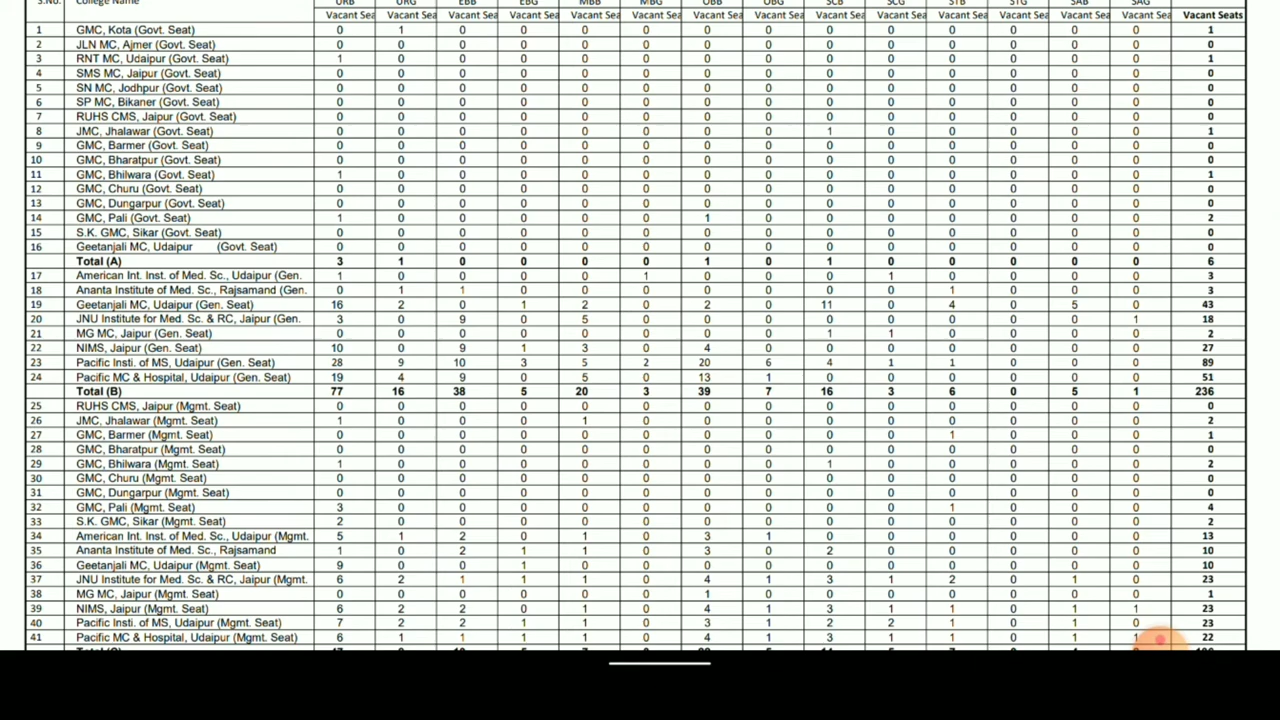 S.No. College Name URB URG EBB EBG MBB MBG OBB OBG SCB SCG STB STG SAB SAG
Vacant Sea Vacant Sea Vacant Sea Vacant Sea Vacant Sea Vacant Sea Vacant Sea Vacant Sea Vacant Sea Vacant Sea Vacant Sea Vacant Sea Vacant Sea Vacant Sea Vacant Seats
1 GMC, Kota (Govt. Seat) 0 1 0 0 0 0 0 0 0 0 0 0 0 0 1
2 JLN MC, Ajmer (Govt. Seat) 0 0 0 0 0 0 0 0 0 0 0 0 0 0 0
3 RNT MC, Udaipur (Govt. Seat) 1 0 0 0 0 0 0 0 0 0 0 0 0 0 1
4 SMS MC, Jaipur (Govt. Seat) 0 0 0 0 0 0 0 0 0 0 0 0 0 0 0
5 SN MC, Jodhpur (Govt. Seat) 0 0 0 0 0 0 0 0 0 0 0 0 0 0 0
6 SP MC, Bikaner (Govt. Seat) 0 0 0 0 0 0 0 0 0 0 0 0 0 0 0
7 RUHS CMS, Jaipur (Govt. Seat) 0 0 0 0 0 0 0 0 0 0 0 0 0 0 0
8 JMC, Jhalawar (Govt. Seat) 0 0 0 0 0 0 0 0 1 0 0 0 0 0 1
9 GMC, Barmer (Govt. Seat) 0 0 0 0 0 0 0 0 0 0 0 0 0 0 0
10 GMC, Bharatpur (Govt. Seat) 0 0 0 0 0 0 0 0 0 0 0 0 0 0 0
11 GMC, Bhilwara (Govt. Seat) 1 0 0 0 0 0 0 0 0 0 0 0 0 0 1
12 GMC, Churu (Govt. Seat) 0 0 0 0 0 0 0 0 0 0 0 0 0 0 0
13 GMC, Dungarpur (Govt. Seat) 0 0 0 0 0 0 0 0 0 0 0 0 0 0 0
14 GMC, Pali (Govt. Seat) 1 0 0 0 0 0 1 0 0 0 0 0 0 0 2
15 S.K. GMC, Sikar (Govt. Seat) 0 0 0 0 0 0 0 0 0 0 0 0 0 0 0
16 Geetanjali MC, Udaipur (Govt. Seat) 0 0 0 0 0 0 0 0 0 0 0 0 0 0 0
Total (A) 3 1 0 0 0 0 1 0 1 0 0 0 0 0 6
17 American Int. Inst. of Med. Sc., Udaipur (Gen. 1 0 0 0 0 1 0 0 0 1 0 0 0 0 3
18 Ananta Institute of Med. Sc., Rajsamand (Gen. 0 1 1 0 0 0 0 0 0 0 1 0 0 0 3
19 Geetanjali MC, Udaipur (Gen. Seat) 16 2 0 1 2 0 2 0 11 0 4 0 5 0 43
20 JNU Institute for Med. Sc. & RC, Jaipur (Gen. 3 0 9 0 5 0 0 0 0 0 0 0 0 1 18
21 MG MC, Jaipur (Gen. Seat) 0 0 0 0 0 0 0 0 1 1 0 0 0 0 2
22 NIMS, Jaipur (Gen. Seat) 10 0 9 1 3 0 4 0 0 0 0 0 0 0 27
23 Pacific Insti. of MS, Udaipur (Gen. Seat) 28 9 10 3 5 2 20 6 4 1 1 0 0 0 89
24 Pacific MC & Hospital, Udaipur (Gen. Seat) 19 4 9 0 5 0 13 1 0 0 0 0 0 0 51
Total (B) 77 16 38 5 20 3 39 7 16 3 6 0 5 1 236
25 RUHS CMS, Jaipur (Mgmt. Seat) 0 0 0 0 0 0 0 0 0 0 0 0 0 0 0
26 JMC, Jhalawar (Mgmt. Seat) 1 0 0 0 1 0 0 0 0 0 0 0 0 0 2
27 GMC, Barmer (Mgmt. Seat) 0 0 0 0 0 0 0 0 0 0 1 0 0 0 1
28 GMC, Bharatpur (Mgmt. Seat) 0 0 0 0 0 0 0 0 0 0 0 0 0 0 0
29 GMC, Bhilwara (Mgmt. Seat) 1 0 0 0 0 0 0 0 1 0 0 0 0 0 2
30 GMC, Churu (Mgmt. Seat) 0 0 0 0 0 0 0 0 0 0 0 0 0 0 0
31 GMC, Dungarpur (Mgmt. Seat) 0 0 0 0 0 0 0 0 0 0 0 0 0 0 0
32 GMC, Pali (Mgmt. Seat) 3 0 0 0 0 0 0 0 0 0 1 0 0 0 4
33 S.K. GMC, Sikar (Mgmt. Seat) 2 0 0 0 0 0 0 0 0 0 0 0 0 0 2
34 American Int. Inst. of Med. Sc., Udaipur (Mgmt. 5 1 2 0 1 0 3 1 0 0 0 0 0 0 13
35 Ananta Institute of Med. Sc., Rajsamand 1 0 2 1 1 0 3 0 2 0 0 0 0 0 10
36 Geetanjali MC, Udaipur (Mgmt. Seat) 9 0 0 1 0 0 0 0 0 0 0 0 0 0 10
37 JNU Institute for Med. Sc. & RC, Jaipur (Mgmt. 6 2 1 1 1 0 4 1 3 1 2 0 1 0 23
38 MG MC, Jaipur (Mgmt. Seat) 0 0 0 0 0 0 1 0 0 0 0 0 0 0 1
39 NIMS, Jaipur (Mgmt. Seat) 6 2 2 0 1 0 4 1 3 1 1 0 1 1 23
40 Pacific Insti. of MS, Udaipur (Mgmt. Seat) 7 2 2 1 1 0 3 1 2 2 1 0 1 0 23
41 Pacific MC & Hospital, Udaipur (Mgmt. Seat) 6 1 1 1 1 0 4 1 3 1 1 0 1 1 22